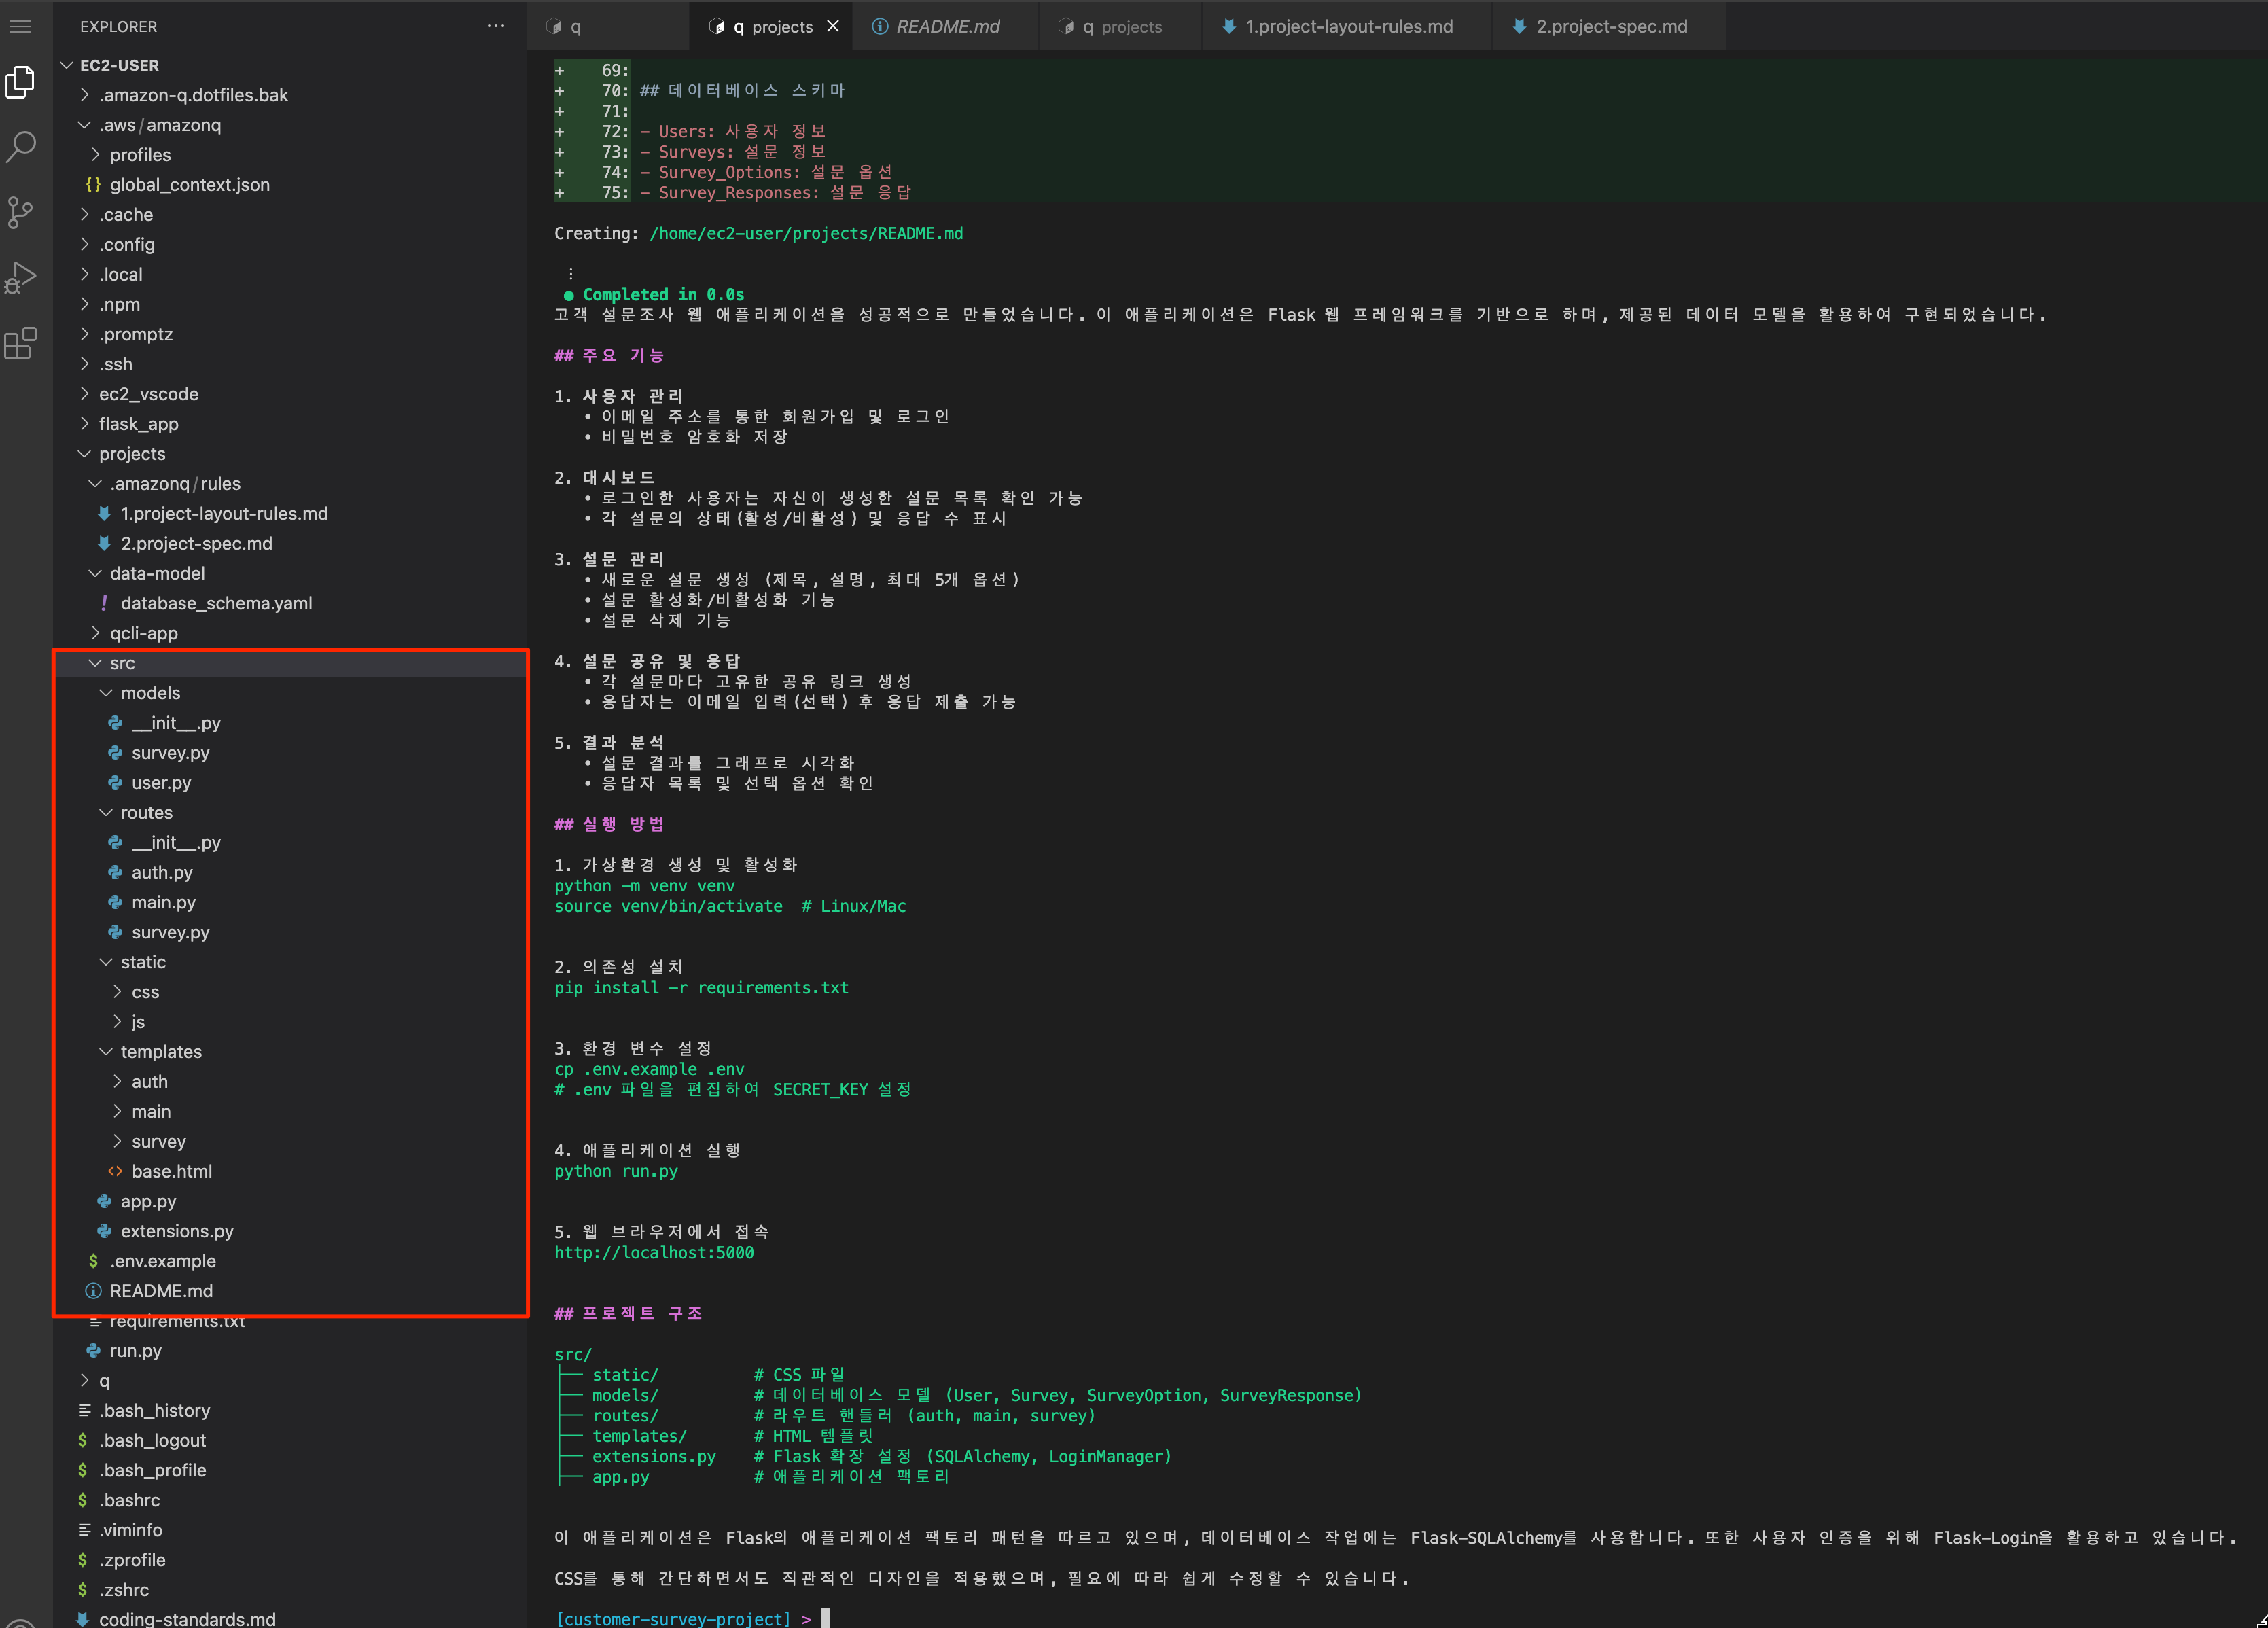 EXPLORER
EC2-USER
.amazon-q.dotfiles.bak
.aws/amazonq
profiles
global_context.json
.cache
.config
.local
.npm
.promptz
.ssh
ec2_vscode
flask_app
projects
.amazonq/rules
1.project-layout-rules.md
2.project-spec.md
data-model
database_schema.yaml
qcli-app
src
models
__init__.py
survey.py
user.py
routes
__init__.py
auth.py
main.py
survey.py
static
css
js
templates
auth
main
survey
base.html
app.py
extensions.py
.env.example
README.md
requirements.txt
run.py
q
.bash_history
.bash_logout
.bash_profile
.bashrc
.viminfo
.zprofile
.zshrc
coding-standards.md
q
q projects
README.md
q projects
1.project-layout-rules.md
2.project-spec.md
+ 69:
+ 70: ## 데이터베이스 스키마
+ 71:
+ 72: - Users: 사용자 정보
+ 73: - Surveys: 설문 정보
+ 74: - Survey_Options: 설문 옵션
+ 75: - Survey_Responses: 설문 응답
Creating: /home/ec2-user/projects/README.md
⋮
● Completed in 0.0s
고객 설문조사 웹 애플리케이션을 성공적으로 만들었습니다. 이 애플리케이션은 Flask 웹 프레임워크를 기반으로 하며, 제공된 데이터 모델을 활용하여 구현되었습니다.
## 주요 기능
1. 사용자 관리
• 이메일 주소를 통한 회원가입 및 로그인
• 비밀번호 암호화 저장
2. 대시보드
• 로그인한 사용자는 자신이 생성한 설문 목록 확인 가능
• 각 설문의 상태(활성/비활성) 및 응답 수 표시
3. 설문 관리
• 새로운 설문 생성 (제목, 설명, 최대 5개 옵션)
• 설문 활성화/비활성화 기능
• 설문 삭제 기능
4. 설문 공유 및 응답
• 각 설문마다 고유한 공유 링크 생성
• 응답자는 이메일 입력(선택) 후 응답 제출 가능
5. 결과 분석
• 설문 결과를 그래프로 시각화
• 응답자 목록 및 선택 옵션 확인
## 실행 방법
1. 가상환경 생성 및 활성화
python -m venv venv
source venv/bin/activate # Linux/Mac
2. 의존성 설치
pip install -r requirements.txt
3. 환경 변수 설정
cp .env.example .env
# .env 파일을 편집하여 SECRET_KEY 설정
4. 애플리케이션 실행
python run.py
5. 웹 브라우저에서 접속
http://localhost:5000
## 프로젝트 구조
src/
├── static/ # CSS 파일
├── models/ # 데이터베이스 모델 (User, Survey, SurveyOption, SurveyResponse)
├── routes/ # 라우트 핸들러 (auth, main, survey)
├── templates/ # HTML 템플릿
├── extensions.py # Flask 확장 설정 (SQLAlchemy, LoginManager)
├── app.py # 애플리케이션 팩토리
이 애플리케이션은 Flask의 애플리케이션 팩토리 패턴을 따르고 있으며, 데이터베이스 작업에는 Flask-SQLAlchemy를 사용합니다. 또한 사용자 인증을 위해 Flask-Login을 활용하고 있습니다.
CSS를 통해 간단하면서도 직관적인 디자인을 적용했으며, 필요에 따라 쉽게 수정할 수 있습니다.
[customer-survey-project] >